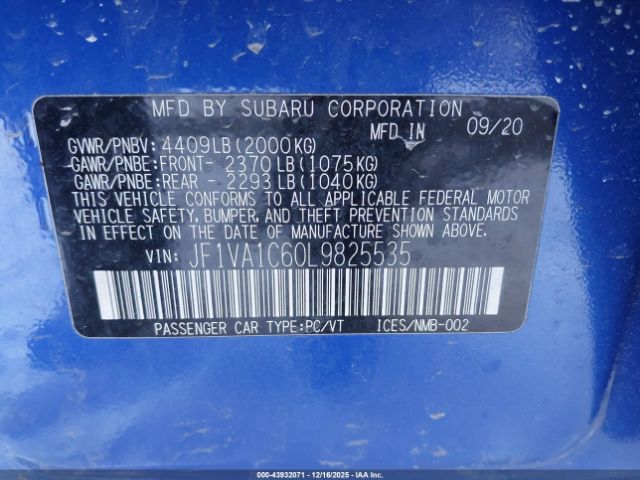 MFD BY SUBARU CORPORATION
MFD IN 09/20
GVWR/PNBV: 4409LB(2000KG)
GAWR/PNBE:FRONT- 2370LB(1075KG)
GAWR/PNBE:REAR - 2293LB(1040KG)
THIS VEHICLE CONFORMS TO ALL APPLICABLE FEDERAL MOTOR
VEHICLE SAFETY, BUMPER, AND THEFT PREVENTION STANDARDS
IN EFFECT ON THE DATE OF MANUFACTURE SHOWN ABOVE.
VIN: JF1VA1C60L9825535
PASSENGER CAR TYPE:PC/VT ICES/NMB-002
000-43932071 - 12/16/2025 - IAA Inc.